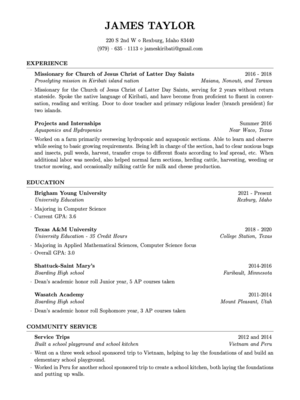 JAMES TAYLOR
220 S 2nd W ◦ Rexburg, Idaho 83440
(979) · 635 · 1113 ◦ jameskiribati@gmail.com
EXPERIENCE
Missionary for Church of Jesus Christ of Latter Day Saints 2016 - 2018
Proselyting mission in Kiribati island nation Maiana, Nonouti, and Tarawa
· Missionary for the Church of Jesus Christ of Latter Day Saints, serving for 2 years without return
stateside. Spoke the native language of Kiribati, and have become from proficient to fluent in conver-
sation, reading and writing. Door to door teacher and primary religious leader (branch president) for
two islands.
Projects and Internships Summer 2016
Aquaponics and Hydroponics Near Waco, Texas
· Worked on a farm primarily overseeing hydroponic and aquaponic sections. Able to learn and observe
while seeing to basic growing requirements. Being left in charge of the section, had to clear noxious bugs
and insects, pull weeds, harvest, transfer crops to different floats according to leaf spread, etc. When
additional labor was needed, also helped normal farm sections, herding cattle, harvesting, weeding or
tractor mowing, and occasionally milking cattle for milk and cheese production.
EDUCATION
Brigham Young University 2021 - Present
University Education Rexburg, Idaho
· Majoring in Computer Science
· Current GPA: 3.6
Texas A&M University 2018 - 2020
University Education - 55 Credit Hours College Station, Texas
· Majoring in Applied Mathematical Sciences, Computer Science focus
· Overall GPA: 3.0
Shattuck-Saint Mary's 2014-2016
Boarding High school Faribault, Minnesota
· Dean's academic honor roll Junior year, 5 AP courses taken
Wasatch Academy 2011-2014
Boarding High school Mount Pleasant, Utah
· Dean's academic honor roll Sophomore year, 3 AP courses taken
COMMUNITY SERVICE
Service Trips 2012 and 2014
Built a school playground and school kitchen Vietnam and Peru
· Went on a three week school sponsored trip to Vietnam, helping to lay the foundations of and build an
elementary school playground.
· Worked in Peru for another school sponsored trip to create a school kitchen, both laying the foundations
and putting up walls.